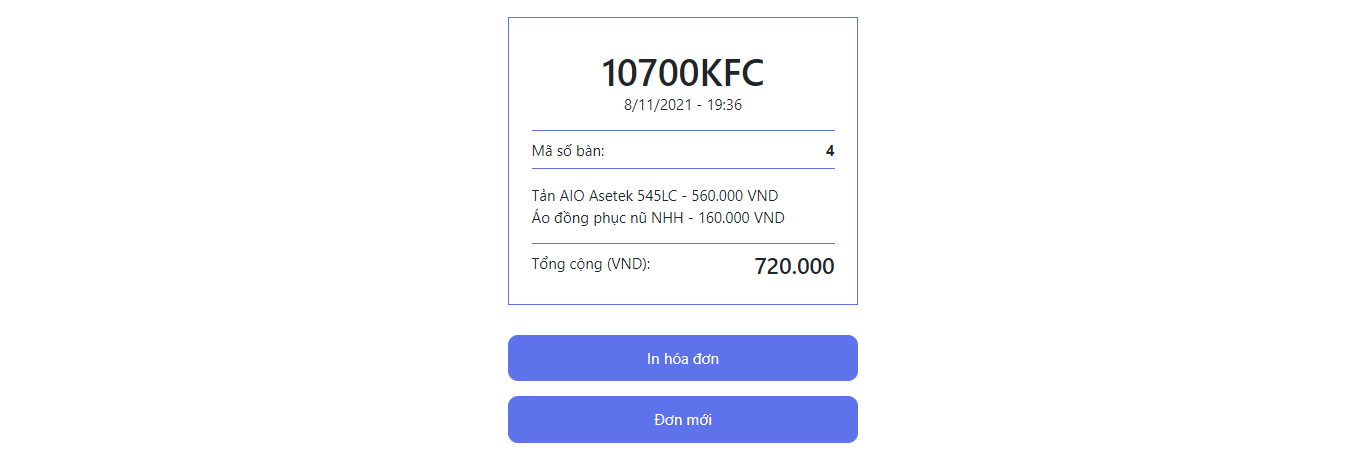 10700KFC
8/11/2021 - 19:36
Mã số bàn: 4
Tản AIO Asetek 545LC - 560.000 VND
Áo đồng phục nũ NHH - 160.000 VND
Tổng cộng (VND): 720.000
In hóa đơn
Đơn mới